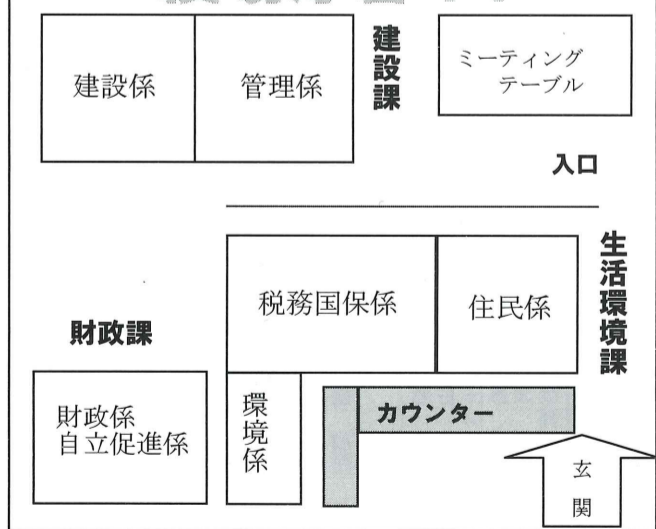 建設係
管理係
建設課
ミーティング
テーブル
入口
税務国保係
住民係
生活環境課
財政課
財政係
自立促進係
環境係
カウンター
玄
関